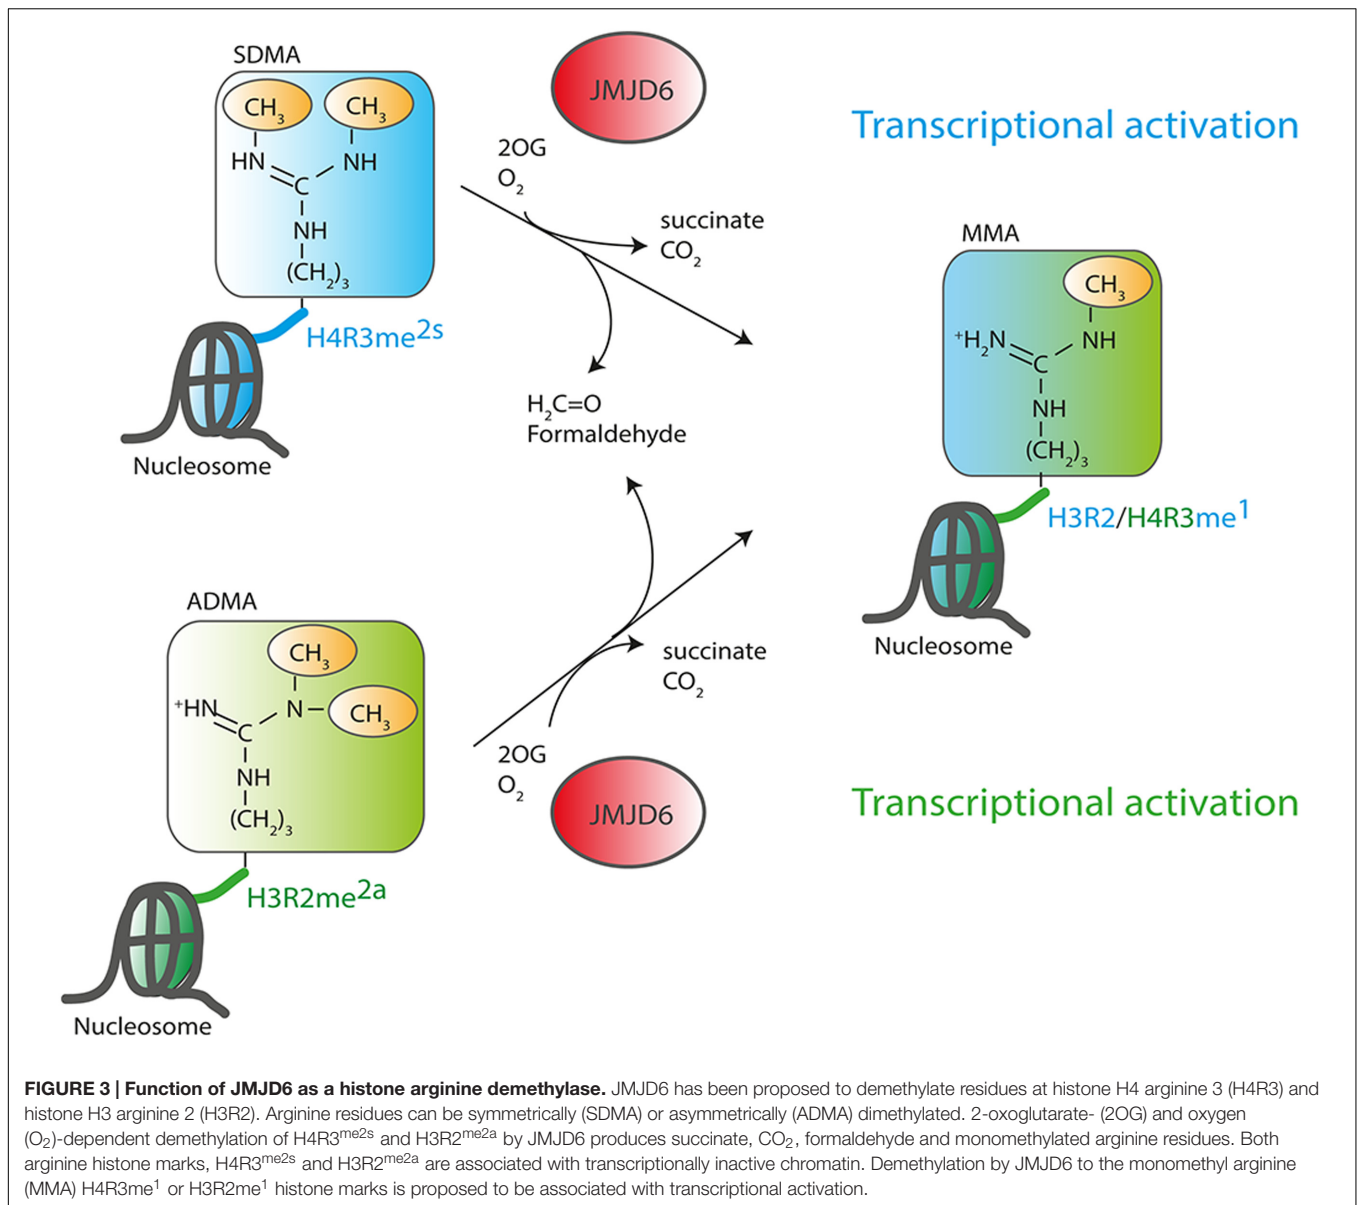 SDMA
CH3 CH3
HN NH
C
NH
(CH2)3
H4R3me2s
Nucleosome
JMJD6
2OG
O2
succinate
CO2
H2C=O
Formaldehyde
Transcriptional activation
MMA
CH3
+H2N NH
C
NH
(CH2)3
H3R2/H4R3me1
Nucleosome
ADMA
CH3
+HN N CH3
C
NH
(CH2)3
H3R2me2a
Nucleosome
succinate
CO2
2OG
O2
JMJD6
Transcriptional activation
FIGURE 3 | Function of JMJD6 as a histone arginine demethylase. JMJD6 has been proposed to demethylate residues at histone H4 arginine 3 (H4R3) and
histone H3 arginine 2 (H3R2). Arginine residues can be symmetrically (SDMA) or asymmetrically (ADMA) dimethylated. 2-oxoglutarate- (2OG) and oxygen
(O2)-dependent demethylation of H4R3me2s and H3R2me2a by JMJD6 produces succinate, CO2, formaldehyde and monomethylated arginine residues. Both
arginine histone marks, H4R3me2s and H3R2me2a are associated with transcriptionally inactive chromatin. Demethylation by JMJD6 to the monomethyl arginine
(MMA) H4R3me1 or H3R2me1 histone marks is proposed to be associated with transcriptional activation.